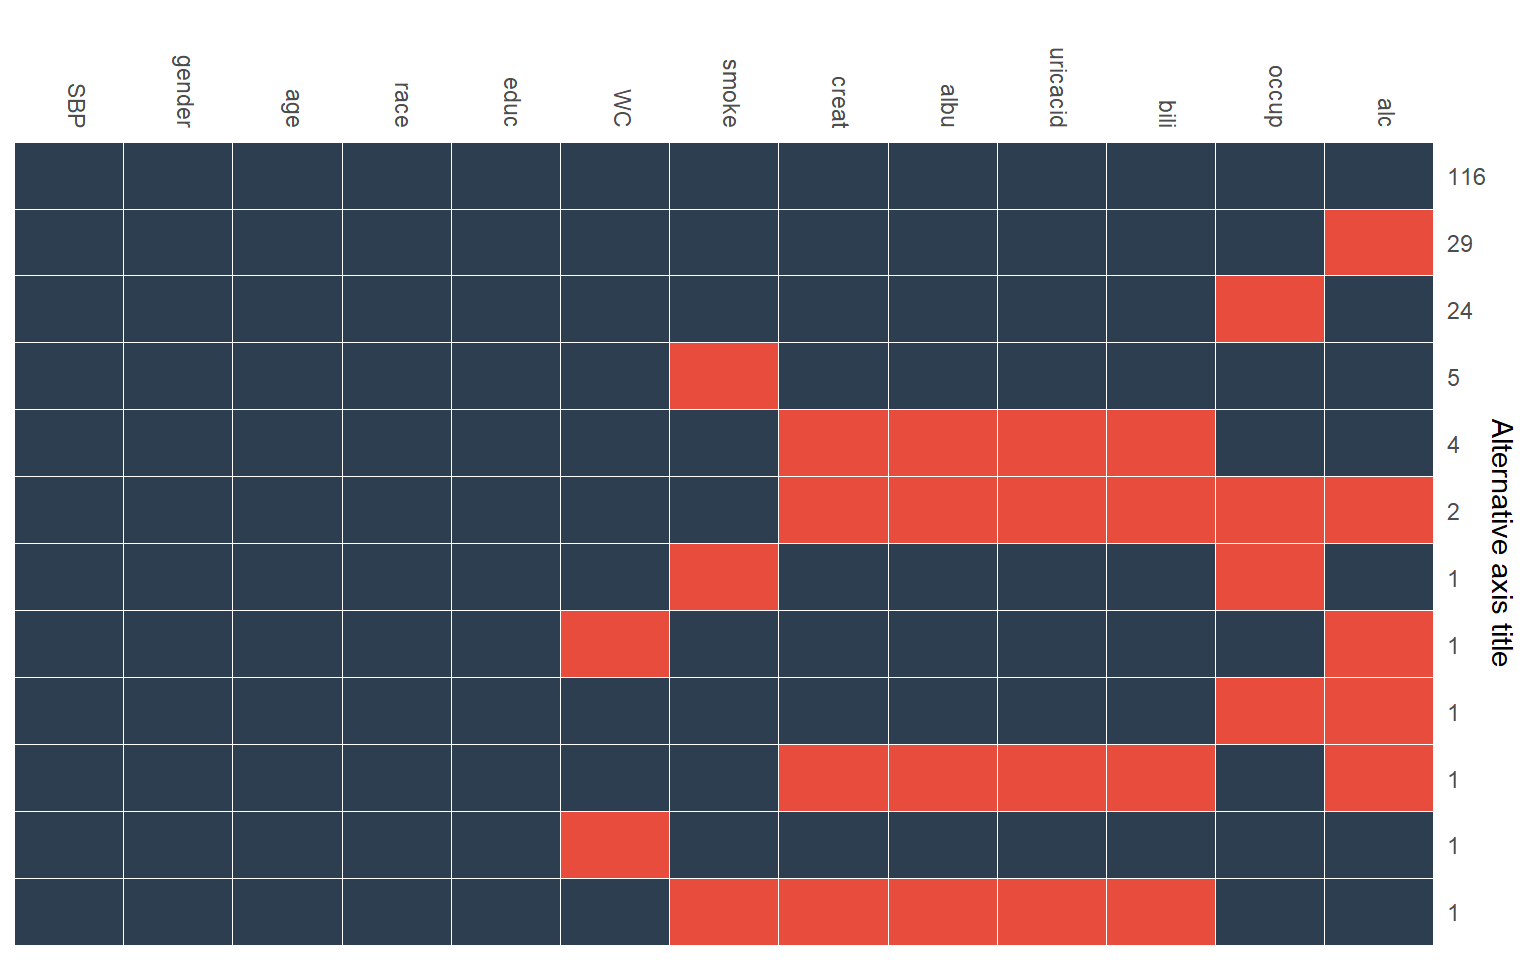 SBP
gender
age
race
educ
WC
smoke
creat
albu
uricacid
bili
occup
alc
116
29
24
5
4
2
1
1
1
1
1
1
Alternative axis title